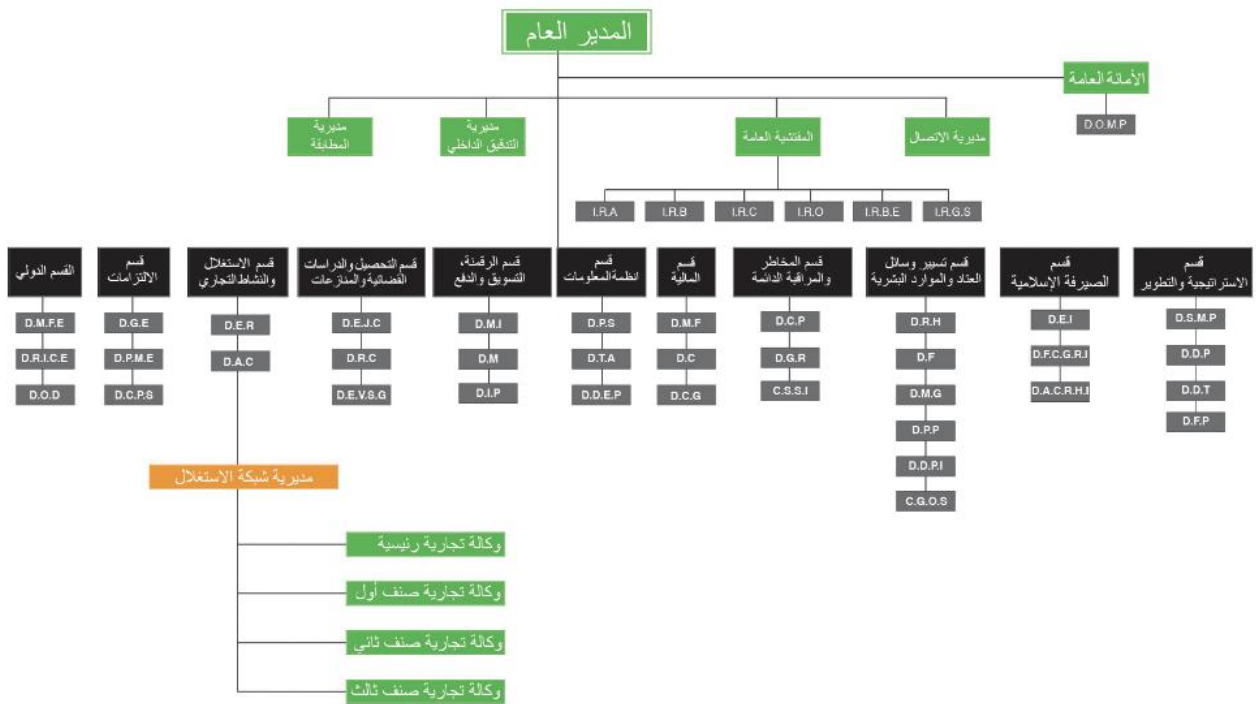 المدير العام
الأمانة العامة
D.O.M.P
مديرية الاتصال
المفتشية العامة
مديرية
التدقيق الداخلي
مديرية
المطابقة
I.R.A
I.R.B
I.R.C
I.R.O
I.R.B.E
I.R.G.S
قسم
الاستراتيجية والتطوير
D.S.M.P
D.D.P
D.D.T
D.F.P
قسم
الصيرفة الإسلامية
D.E.I
D.F.C.G.R.I
D.A.C.R.H.I
قسم تسيير وسائل
العتاد والموارد البشرية
D.R.H
D.F
D.M.G
D.P.P
D.D.P.I
C.G.O.S
قسم المخاطر
والمراقبة الدائمة
D.C.P
D.G.R
C.S.S.I
قسم
المالية
D.M.F
D.C
D.C.G
قسم
انظمة المعلومات
D.P.S
D.T.A
D.D.E.P
قسم الرقمنة،
التسويق والدفع
D.M.I
D.M
D.I.P
قسم التحصيل والدراسات
القضائية والمنازعات
D.E.J.C
D.R.C
D.E.V.S.G
قسم الاستغلال
والنشاط التجاري
D.E.R
D.A.C
قسم
الالتزامات
D.G.E
D.P.M.E
D.C.P.S
القسم الدولي
D.M.F.E
D.R.I.C.E
D.O.D
مديرية شبكة الاستغلال
وكالة تجارية رئيسية
وكالة تجارية صنف أول
وكالة تجارية صنف ثاني
وكالة تجارية صنف ثالث